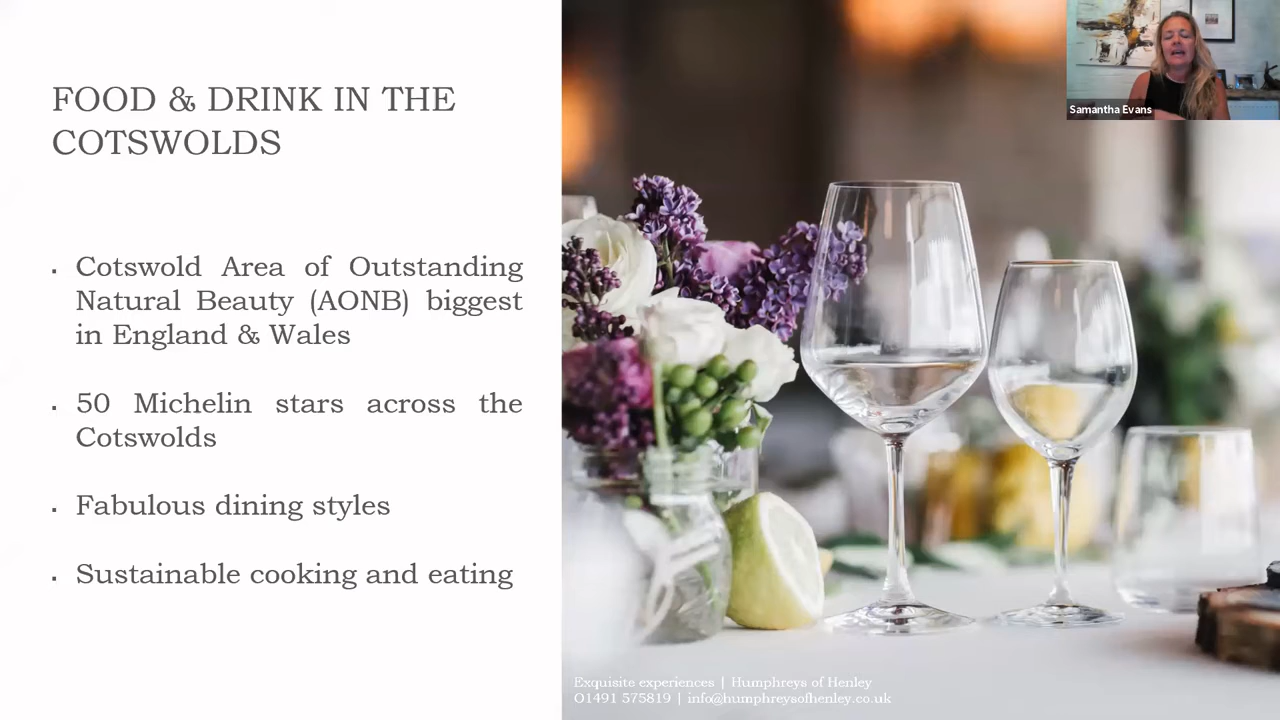 FOOD & DRINK IN THE
COTSWOLDS
▪ Cotswold Area of Outstanding
Natural Beauty (AONB) biggest
in England & Wales
▪ 50 Michelin stars across the
Cotswolds
▪ Fabulous dining styles
▪ Sustainable cooking and eating
Samantha Evans
Exquisite experiences | Humphreys of Henley
O1491 575819 | info@humphreysofhenley.co.uk